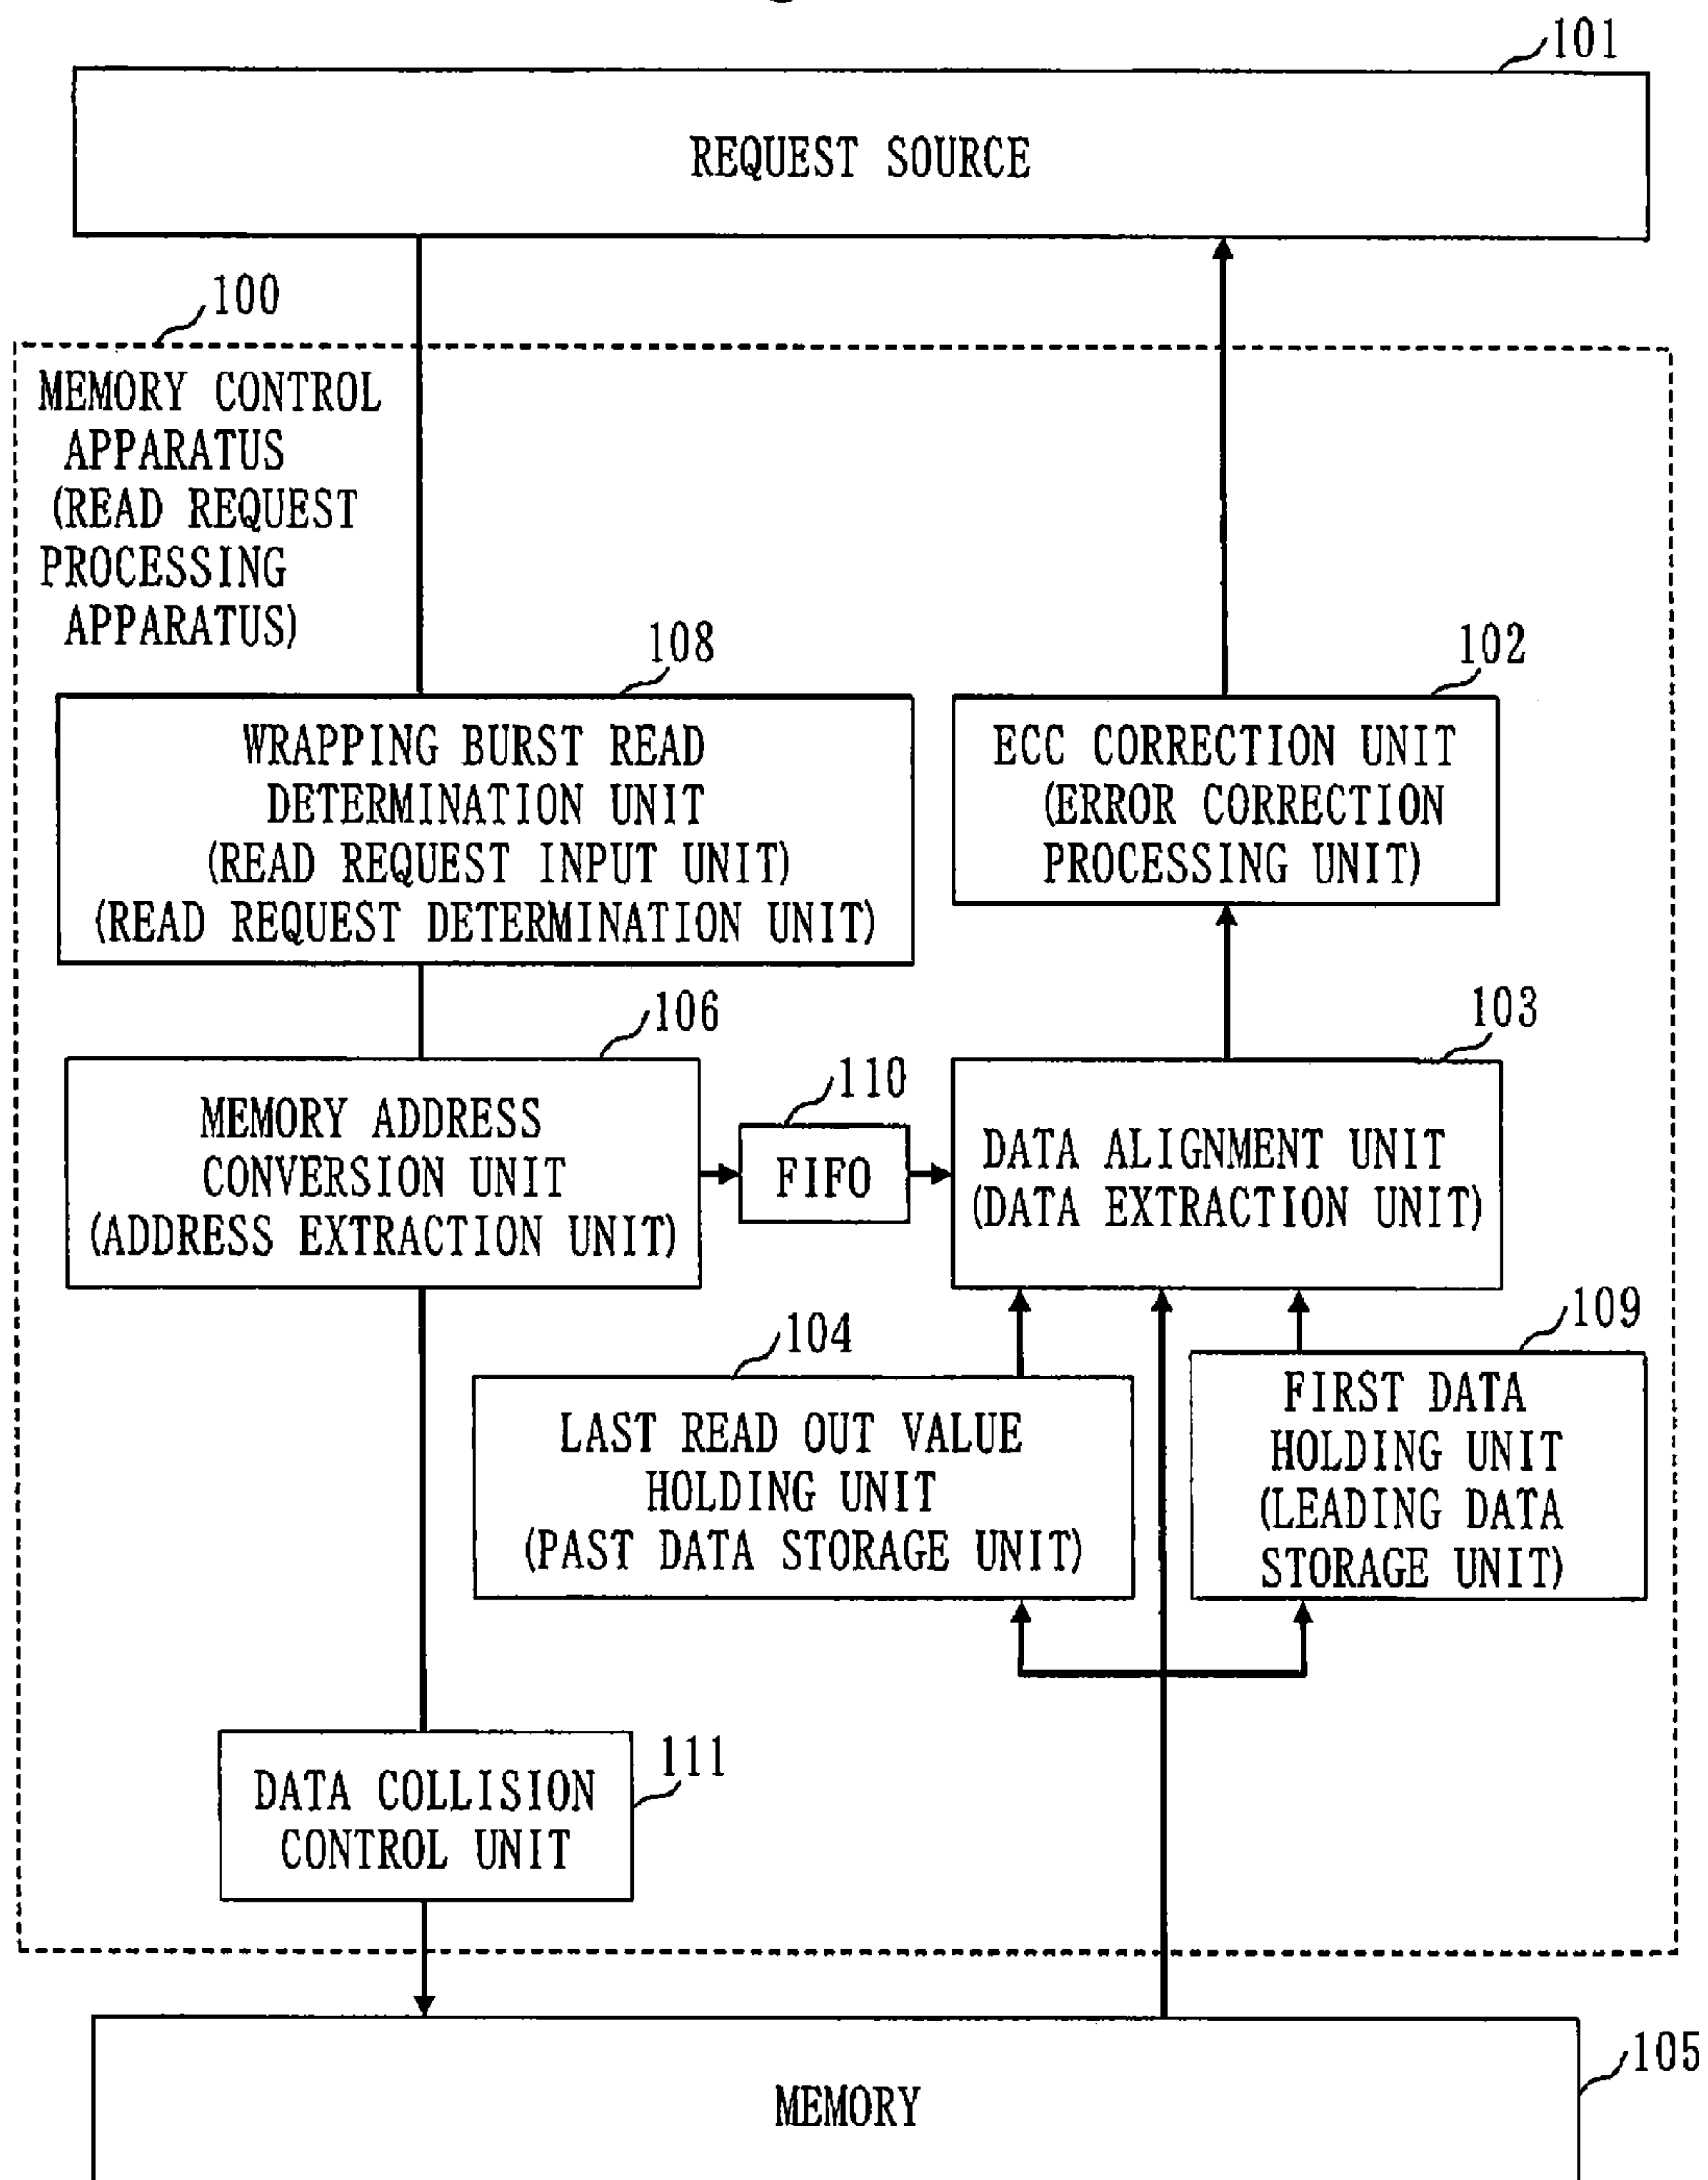 101
REQUEST SOURCE
100
MEMORY CONTROL
APPARATUS
(READ REQUEST
PROCESSING
APPARATUS)
108
WRAPPING BURST READ
DETERMINATION UNIT
(READ REQUEST INPUT UNIT)
(READ REQUEST DETERMINATION UNIT)
102
ECC CORRECTION UNIT
(ERROR CORRECTION
PROCESSING UNIT)
106
MEMORY ADDRESS
CONVERSION UNIT
(ADDRESS EXTRACTION UNIT)
110
FIFO
103
DATA ALIGNMENT UNIT
(DATA EXTRACTION UNIT)
104
LAST READ OUT VALUE
HOLDING UNIT
(PAST DATA STORAGE UNIT)
109
FIRST DATA
HOLDING UNIT
(LEADING DATA
STORAGE UNIT)
111
DATA COLLISION
CONTROL UNIT
105
MEMORY